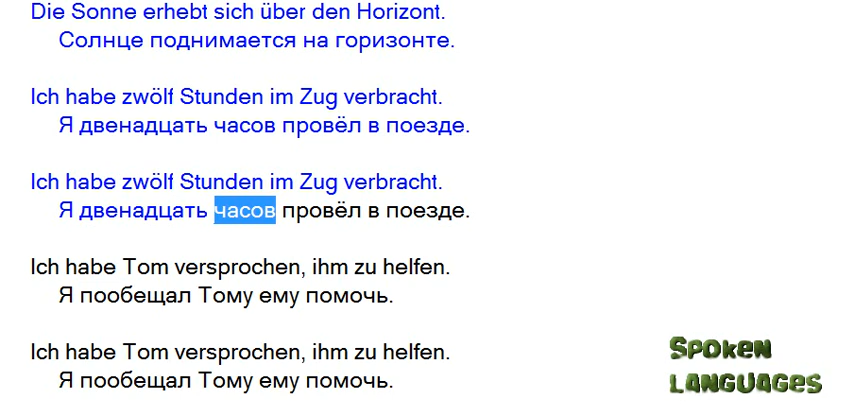 Die Sonne erhebt sich über den Horizont.
Солнце поднимается на горизонте.
Ich habe zwölf Stunden im Zug verbracht.
Я двенадцать часов провёл в поезде.
Ich habe zwölf Stunden im Zug verbracht.
Я двенадцать часов провёл в поезде.
Ich habe Tom versprochen, ihm zu helfen.
Я пообещал Тому ему помочь.
Ich habe Tom versprochen, ihm zu helfen.
Я пообещал Тому ему помочь.
Spoken
Languages